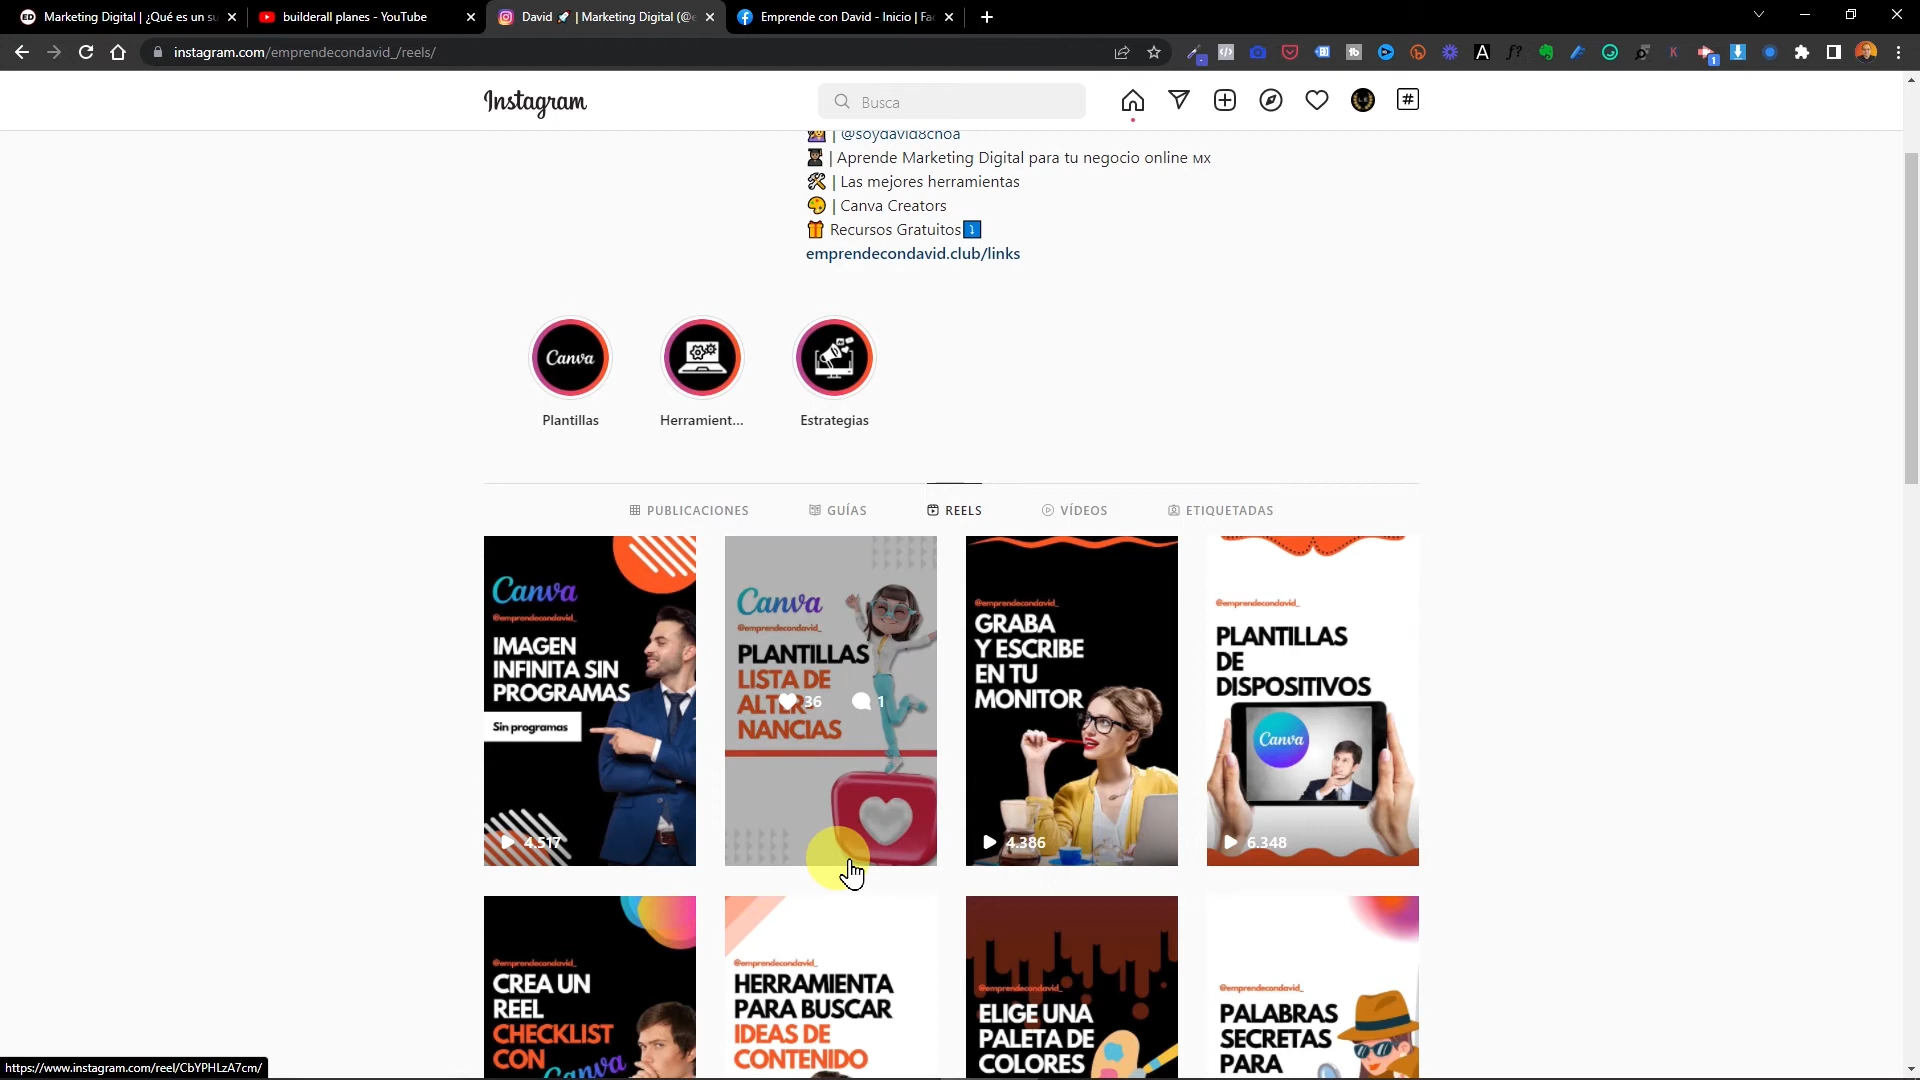 Marketing Digital | ¿Qué es un su
builderall planes - YouTube
David 🚀 | Marketing Digital (@e
Emprende con David - Inicio | Fac
instagram.com/emprendecondavid_/reels/
Instagram
Busca
| @soydavid8choa
| Aprende Marketing Digital para tu negocio online MX
| Las mejores herramientas
| Canva Creators
Recursos Gratuitos
emprendecondavid.club/links
Canva
Plantillas
Herramient...
Estrategias
PUBLICACIONES
GUÍAS
REELS
VÍDEOS
ETIQUETADAS
Canva
@emprendecondavid_
IMAGEN
INFINITA SIN
PROGRAMAS
Sin programas
4.517
Canva
@emprendecondavid_
PLANTILLAS
LISTA DE
ALTER-
NANCIAS
36
1
@emprendecondavid_
GRABA
Y ESCRIBE
EN TU
MONITOR
4.386
@emprendecondavid_
PLANTILLAS
DE
DISPOSITIVOS
Canva
6.348
@emprendecondavid_
CREA UN
REEL
CHECKLIST
CON
Canva
@emprendecondavid_
HERRAMIENTA
PARA BUSCAR
IDEAS DE
CONTENIDO
@emprendecondavid_
ELIGE UNA
PALETA DE
COLORES
@emprendecondavid_
PALABRAS
SECRETAS
PARA
https://www.instagram.com/reel/CbYPHLzA7cm/